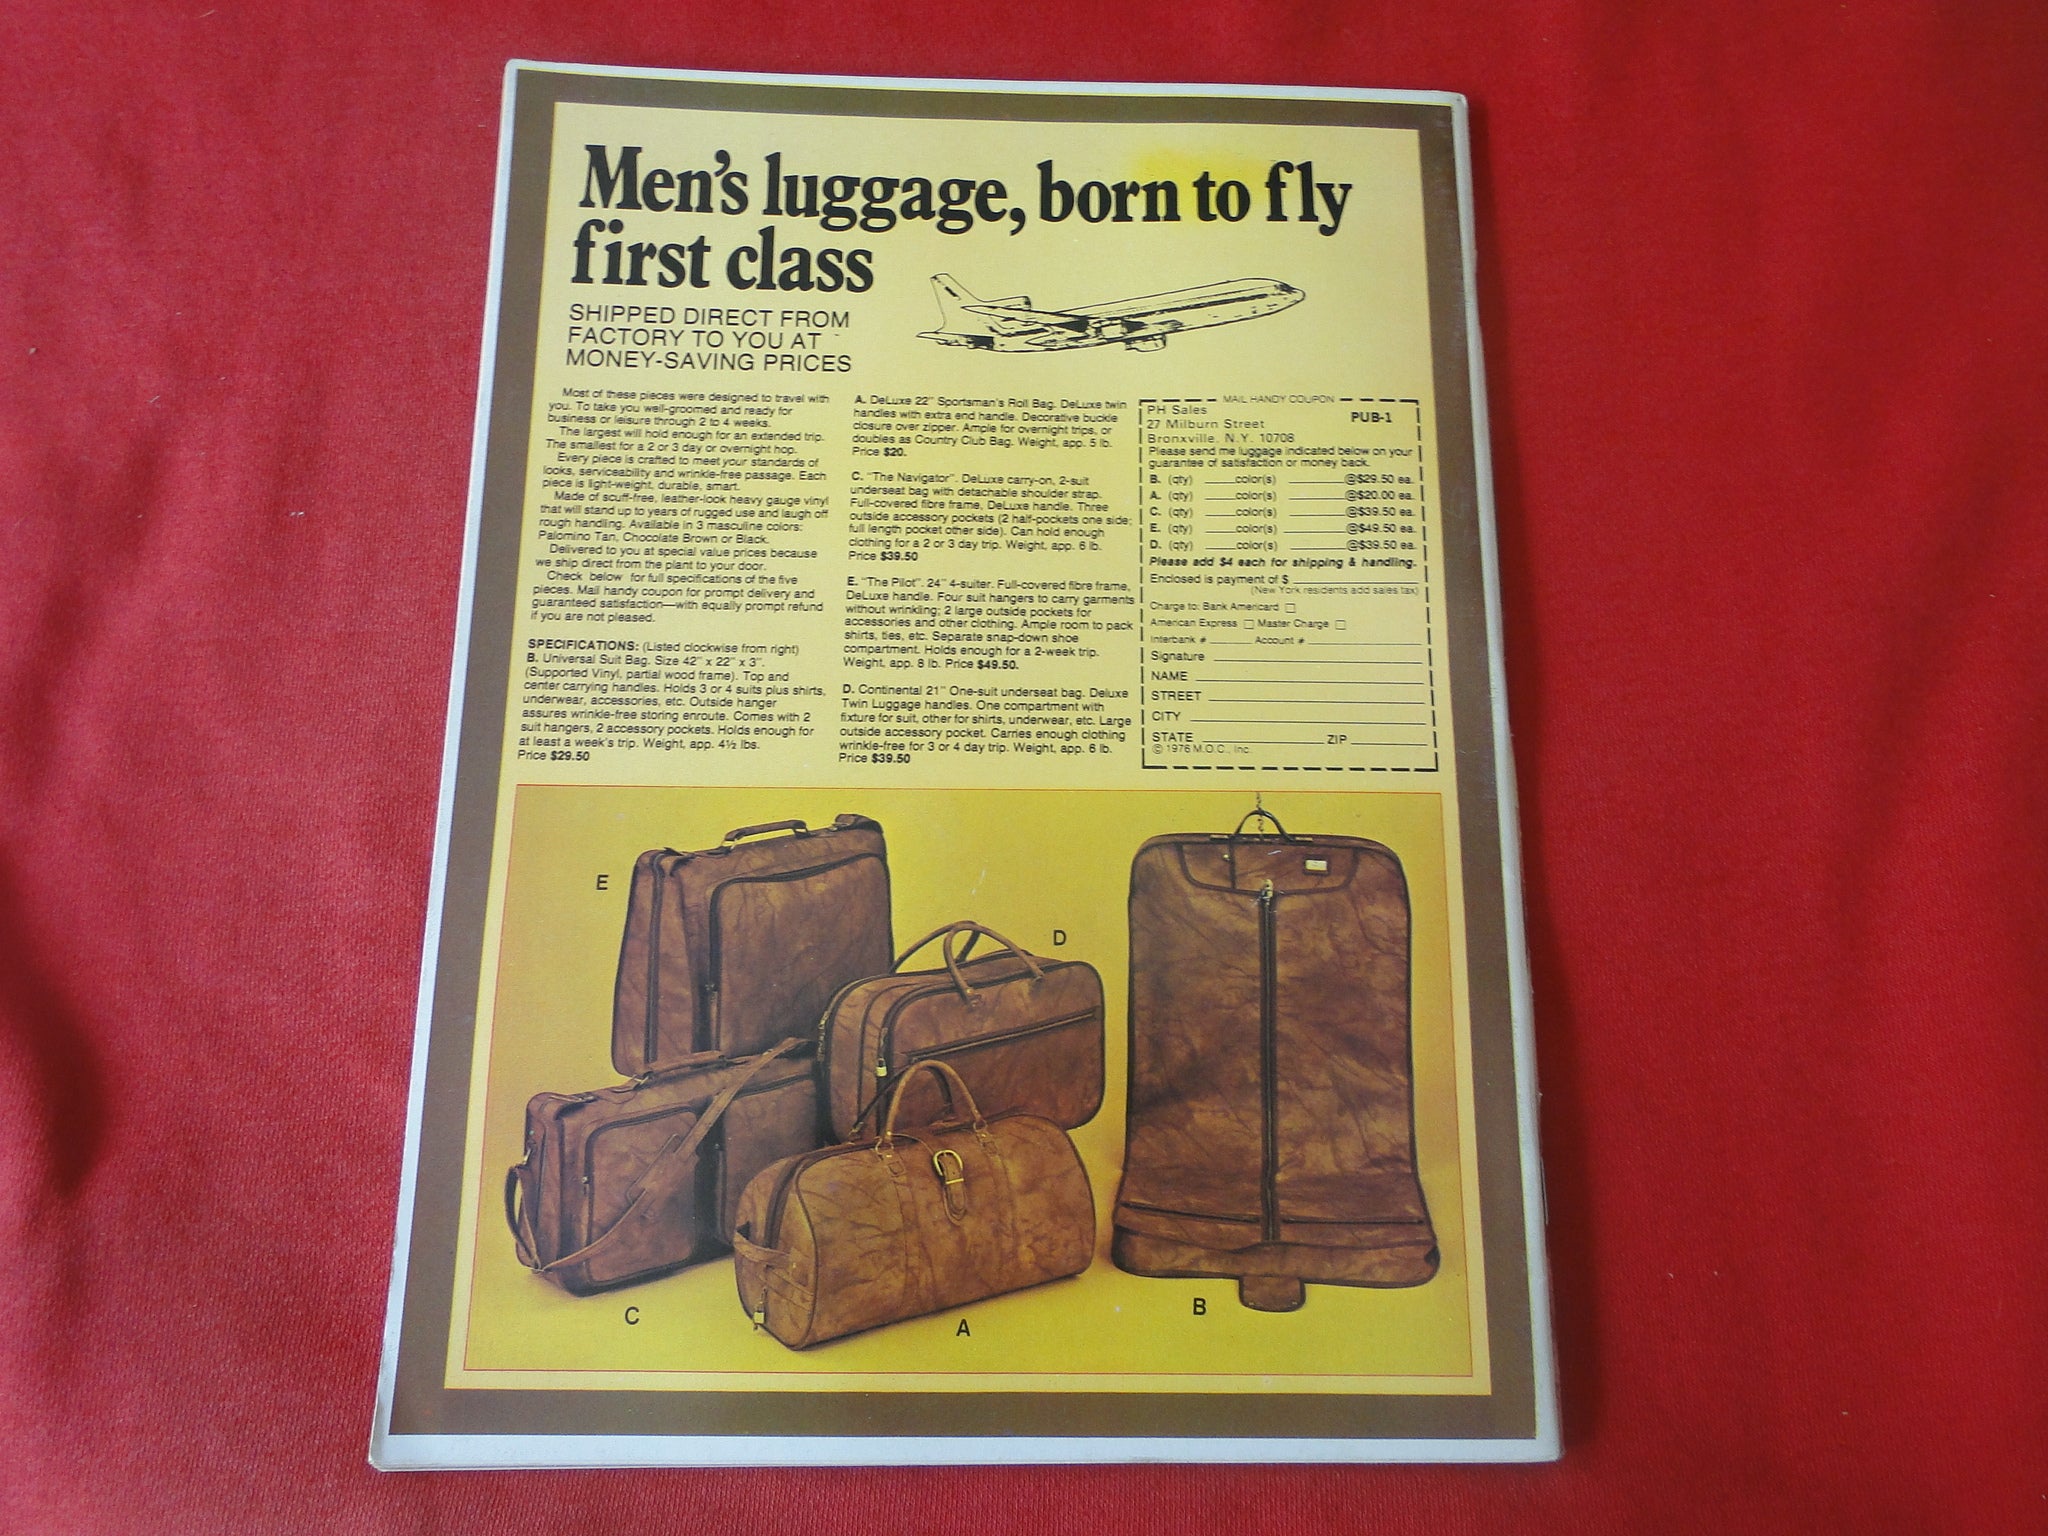 Men's luggage, born to fly
first class
SHIPPED DIRECT FROM
FACTORY TO YOU AT
MONEY-SAVING PRICES
Most of these pieces were designed to travel with
you. To take you well-groomed and ready for
business or leisure through 2 to 4 weeks.
The largest will hold enough for an extended trip.
The smallest for a 2 or 3 day or overnight hop.
Every piece is crafted to meet your standards of
looks, serviceability and wrinkle-free passage. Each
piece is light-weight, durable, smart.
Made of scuff-free, leather-look heavy gauge vinyl
that will stand up to years of rugged use and laugh off
rough handling. Available in 3 masculine colors:
Palomino Tan, Chocolate Brown or Black.
Delivered to you at special value prices because
we ship direct from the plant to your door.
Check below for full specifications of the five
pieces. Mail handy coupon for prompt delivery and
guaranteed satisfaction—with equally prompt refund
if you are not pleased.
SPECIFICATIONS: (Listed clockwise from right)
B. Universal Suit Bag. Size 42" x 22" x 3".
(Supported Vinyl, partial wood frame). Top and
center carrying handles. Holds 3 or 4 suits plus shirts,
underwear, accessories, etc. Outside hanger
assures wrinkle-free storing enroute. Comes with 2
suit hangers, 2 accessory pockets. Holds enough for
at least a week's trip. Weight, app. 4½ lbs.
Price $29.50
A. DeLuxe 22" Sportsman's Roll Bag. DeLuxe twin
handles with extra end handle. Decorative buckle
closure over zipper. Ample for overnight trips, or
doubles as Country Club Bag. Weight, app. 5 lb.
Price $20.
C. "The Navigator". DeLuxe carry-on, 2-suit
underseat bag with detachable shoulder strap.
Full-covered fibre frame, DeLuxe handle. Three
outside accessory pockets (2 half-pockets one side;
full length pocket other side). Can hold enough
clothing for a 2 or 3 day trip. Weight, app. 6 lb.
Price $39.50
E. "The Pilot". 24" 4-suiter. Full-covered fibre frame,
DeLuxe handle. Four suit hangers to carry garments
without wrinkling; 2 large outside pockets for
accessories and other clothing. Ample room to pack
shirts, ties, etc. Separate snap-down shoe
compartment. Holds enough for a 2-week trip.
Weight, app. 8 lb. Price $49.50.
D. Continental 21" One-suit underseat bag. Deluxe
Twin Luggage handles. One compartment with
fixture for suit, other for shirts, underwear, etc. Large
outside accessory pocket. Carries enough clothing
wrinkle-free for 3 or 4 day trip. Weight, app. 6 lb.
Price $39.50
MAIL HANDY COUPON
PH Sales PUB-1
27 Milburn Street
Bronxville, N.Y. 10708
Please send me luggage indicated below on your
guarantee of satisfaction or money back.
B. (qty) ____color(s) ________@$29.50 ea.
A. (qty) ____color(s) ________@$20.00 ea.
C. (qty) ____color(s) ________@$39.50 ea.
E. (qty) ____color(s) ________@$49.50 ea.
D. (qty) ____color(s) ________@$39.50 ea.
Please add $4 each for shipping & handling.
Enclosed is payment of $ ________
(New York residents add sales tax)
Charge to: Bank Americard □
American Express □ Master Charge □
Interbank # ______ Account # ________
Signature ________
NAME ________
STREET ________
CITY ________
STATE ________ ZIP ________
© 1976 M.O.C., Inc.
E
D
C
A
B